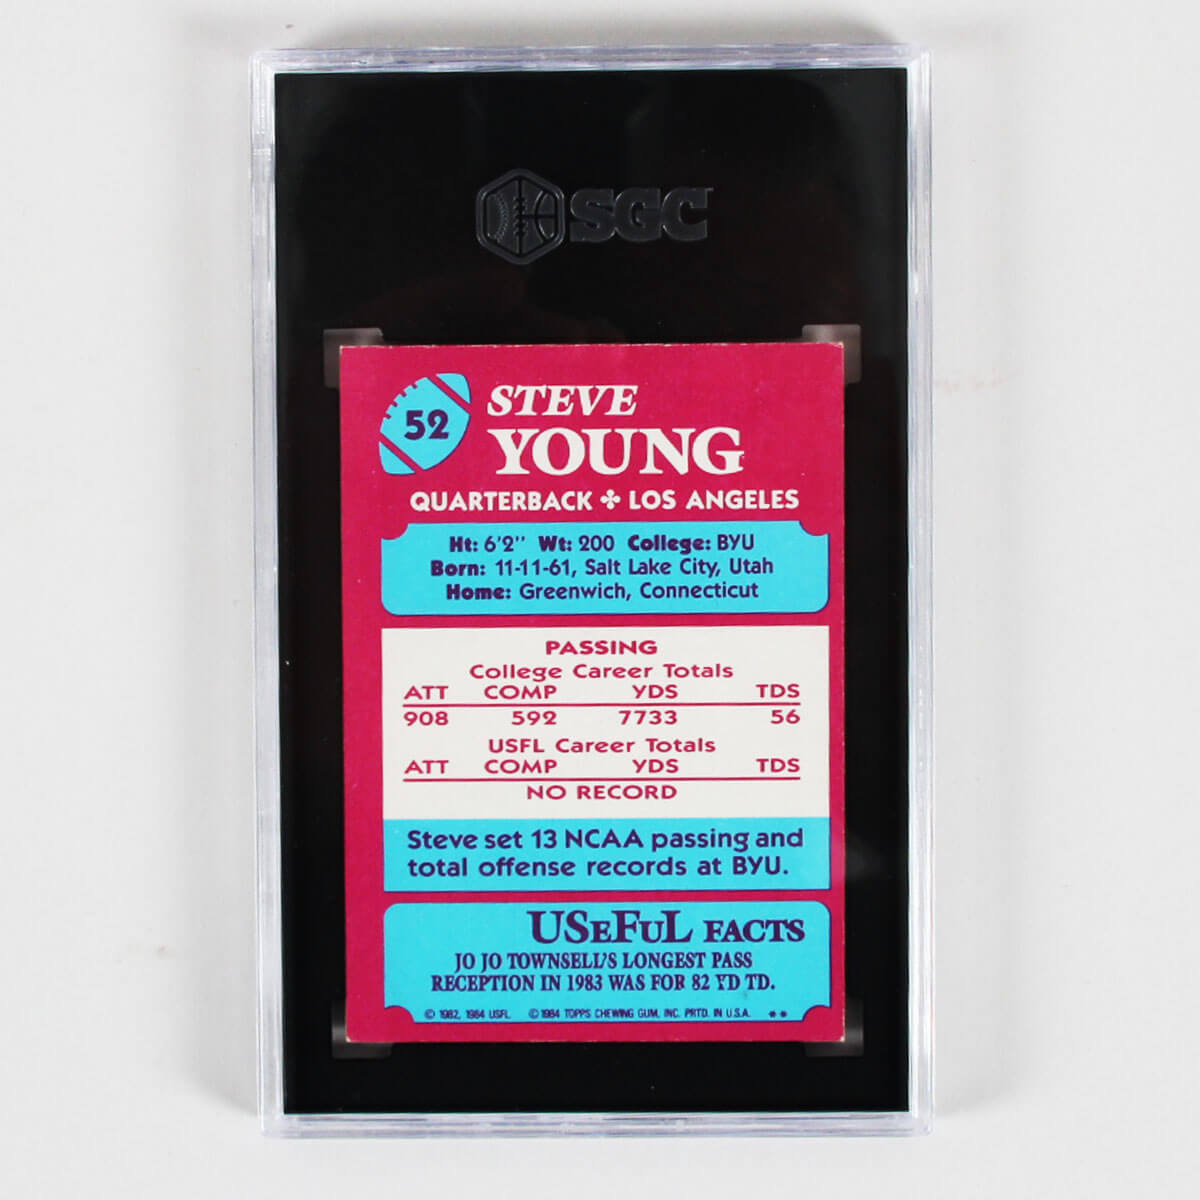 SGC
52
STEVE
YOUNG
QUARTERBACK ✤ LOS ANGELES
Ht: 6'2" Wt: 200 College: BYU
Born: 11-11-61, Salt Lake City, Utah
Home: Greenwich, Connecticut
PASSING
College Career Totals
ATT COMP YDS TDS
908 592 7733 56
USFL Career Totals
ATT COMP YDS TDS
NO RECORD
Steve set 13 NCAA passing and
total offense records at BYU.
USeFuL FACTS
JO JO TOWNSELL'S LONGEST PASS
RECEPTION IN 1983 WAS FOR 82 YD TD.
© 1982, 1984 USFL. © 1984 TOPPS CHEWING GUM, INC. PRTD. IN U.S.A. **